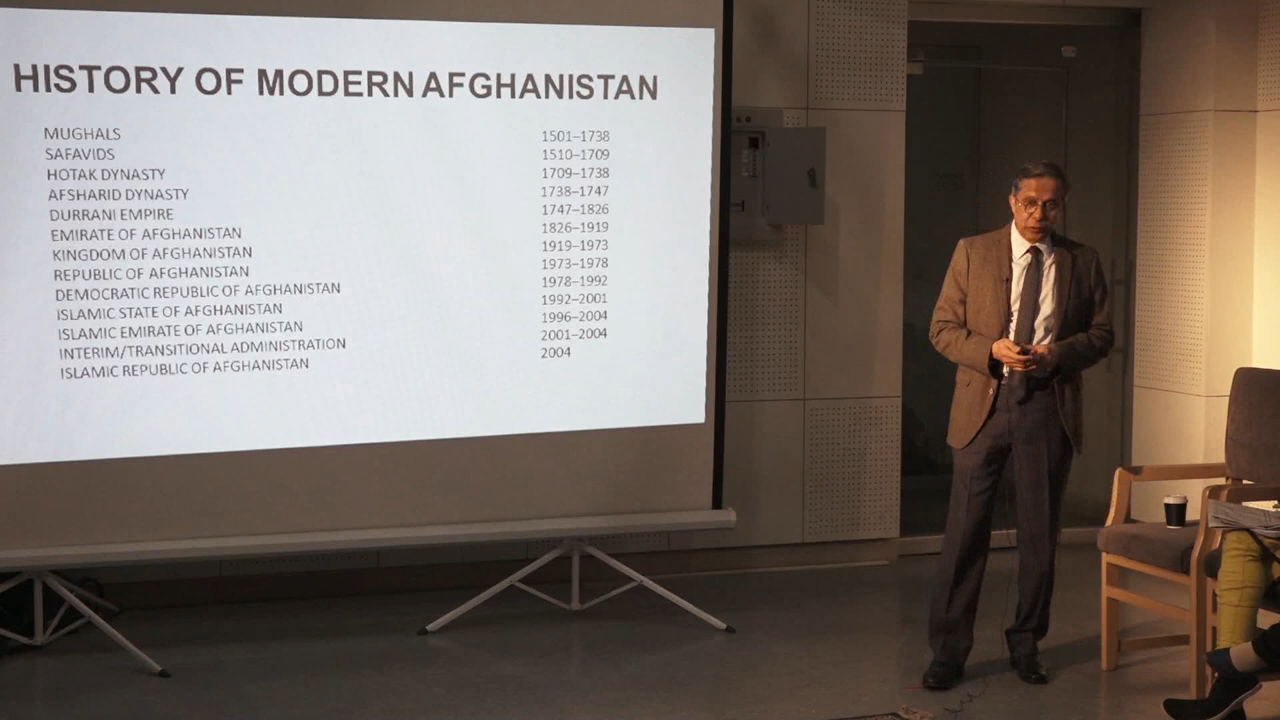 HISTORY OF MODERN AFGHANISTAN
MUGHALS 1501–1738
SAFAVIDS 1510–1709
HOTAK DYNASTY 1709–1738
AFSHARID DYNASTY 1738–1747
DURRANI EMPIRE 1747–1826
EMIRATE OF AFGHANISTAN 1826–1919
KINGDOM OF AFGHANISTAN 1919–1973
REPUBLIC OF AFGHANISTAN 1973–1978
DEMOCRATIC REPUBLIC OF AFGHANISTAN 1978–1992
ISLAMIC STATE OF AFGHANISTAN 1992–2001
ISLAMIC EMIRATE OF AFGHANISTAN 1996–2004
INTERIM/TRANSITIONAL ADMINISTRATION 2001–2004
ISLAMIC REPUBLIC OF AFGHANISTAN 2004